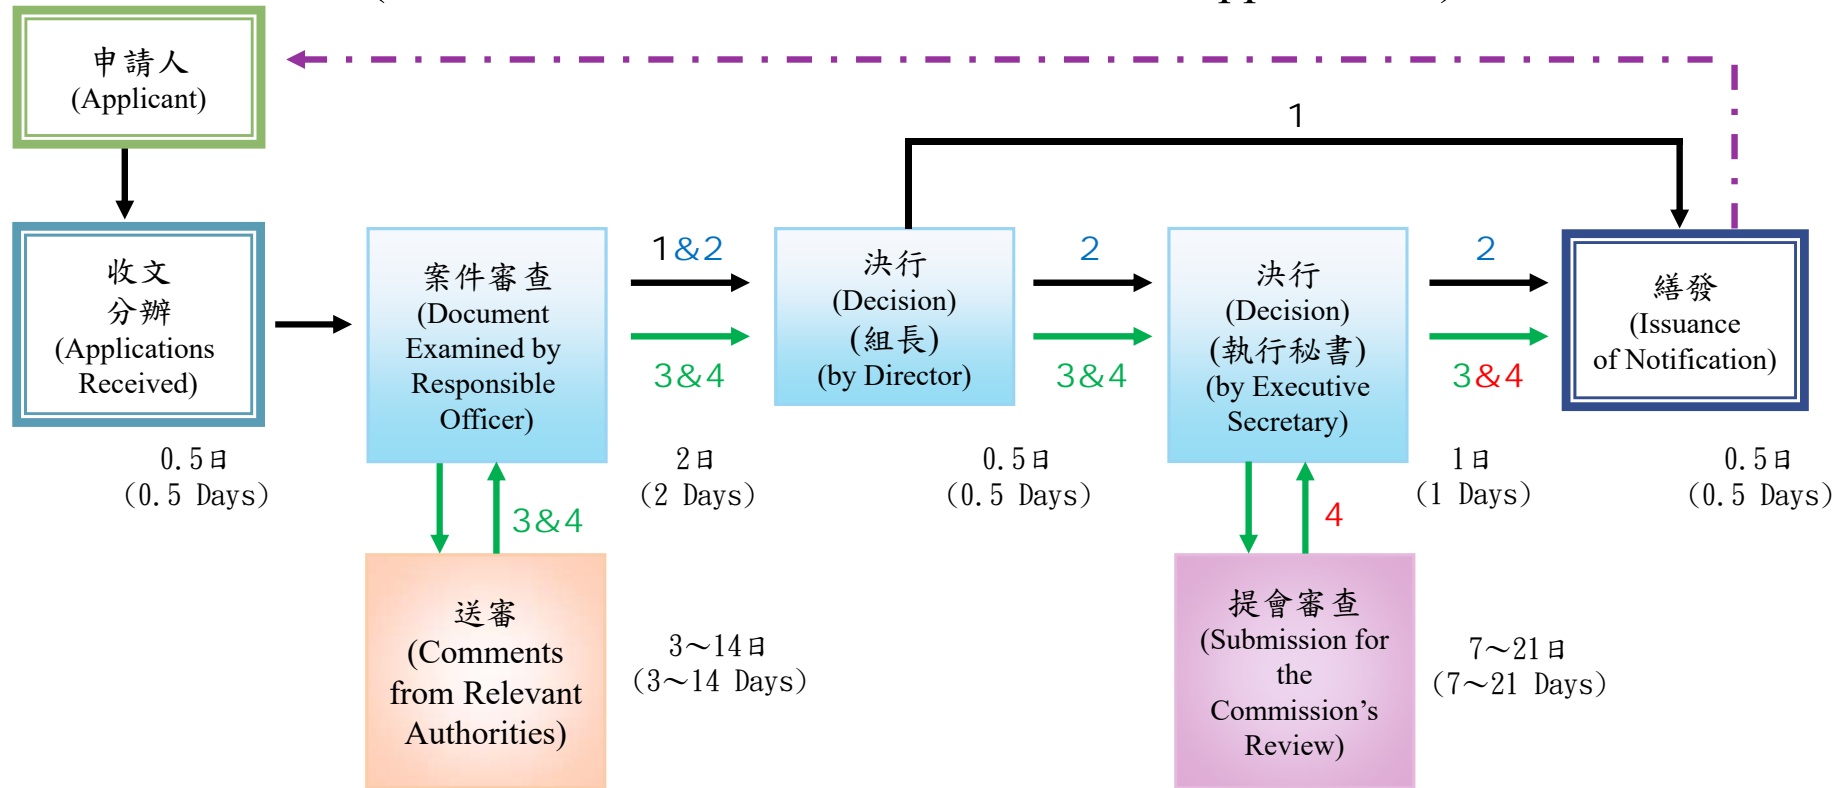 申請人
(Applicant)
1
收文
分辦
(Applications
Received)
案件審查
(Document
Examined by
Responsible
Officer)
1&2
3&4
決行
(Decision)
(組長)
(by Director)
2
3&4
決行
(Decision)
(執行秘書)
(by Executive
Secretary)
2
3&4
繕發
(Issuance
of Notification)
0.5日
(0.5 Days)
2日
(2 Days)
0.5日
(0.5 Days)
1日
(1 Days)
0.5日
(0.5 Days)
3&4
4
送審
(Comments
from Relevant
Authorities)
3～14日
(3～14 Days)
提會審查
(Submission for
the
Commission’s
Review)
7～21日
(7～21 Days)